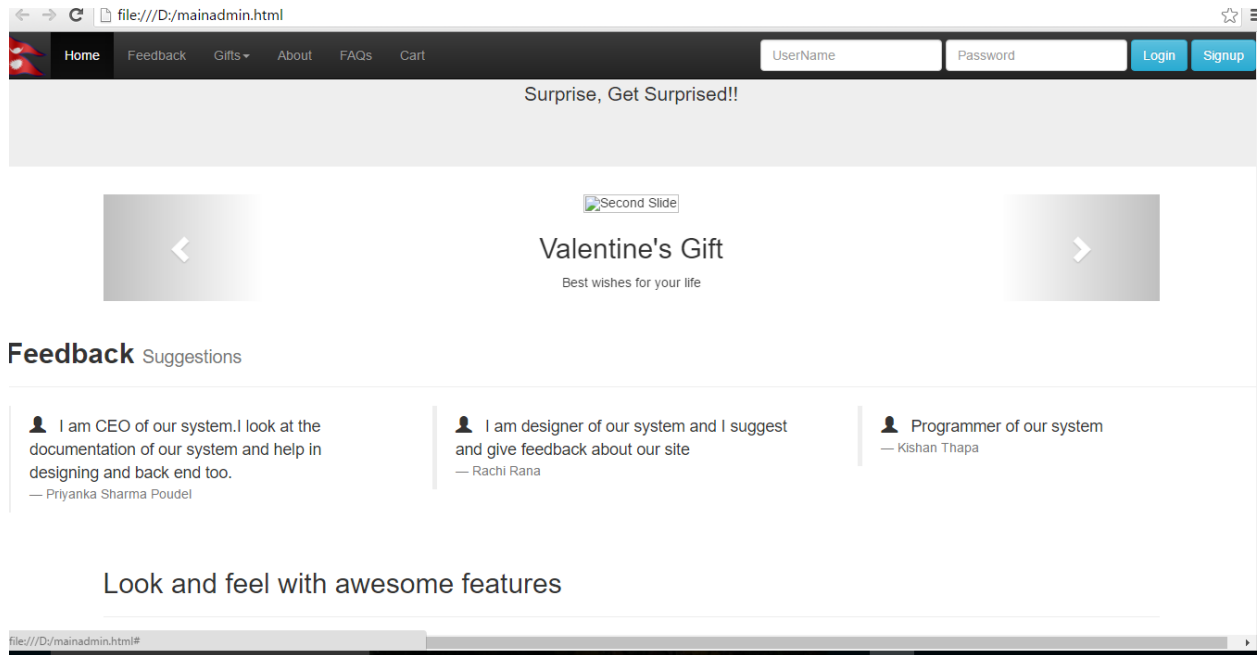 file:///D:/mainadmin.html
Home Feedback Gifts About FAQs Cart UserName Password Login Signup
Surprise, Get Surprised!!
Second Slide
Valentine's Gift
Best wishes for your life
Feedback Suggestions
I am CEO of our system.I look at the
documentation of our system and help in
designing and back end too.
— Priyanka Sharma Poudel
I am designer of our system and I suggest
and give feedback about our site
— Rachi Rana
Programmer of our system
— Kishan Thapa
Look and feel with awesome features
file:///D:/mainadmin.html#